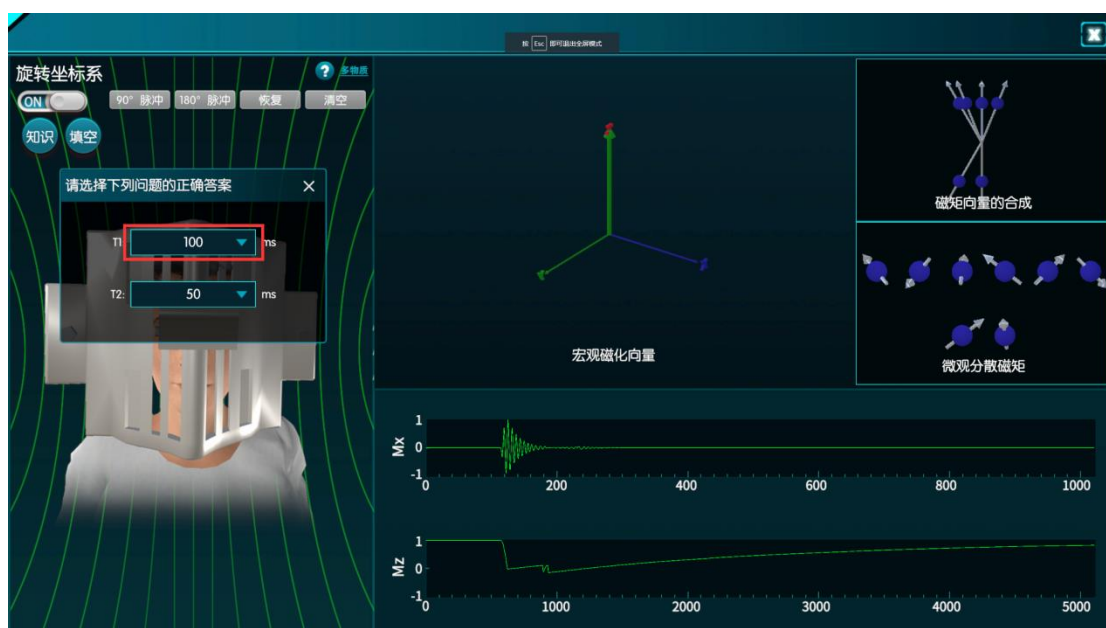 按 Esc 即可退出全屏模式
旋转坐标系
? 多物质
ON
90° 脉冲
180° 脉冲
恢复
清空
知识
填空
请选择下列问题的正确答案
T1:
100
ms
T2:
50
ms
宏观磁化向量
磁矩向量的合成
微观分散磁矩
Mx
1
0
-1
0
200
400
600
800
1000
Mz
1
0
-1
0
1000
2000
3000
4000
5000